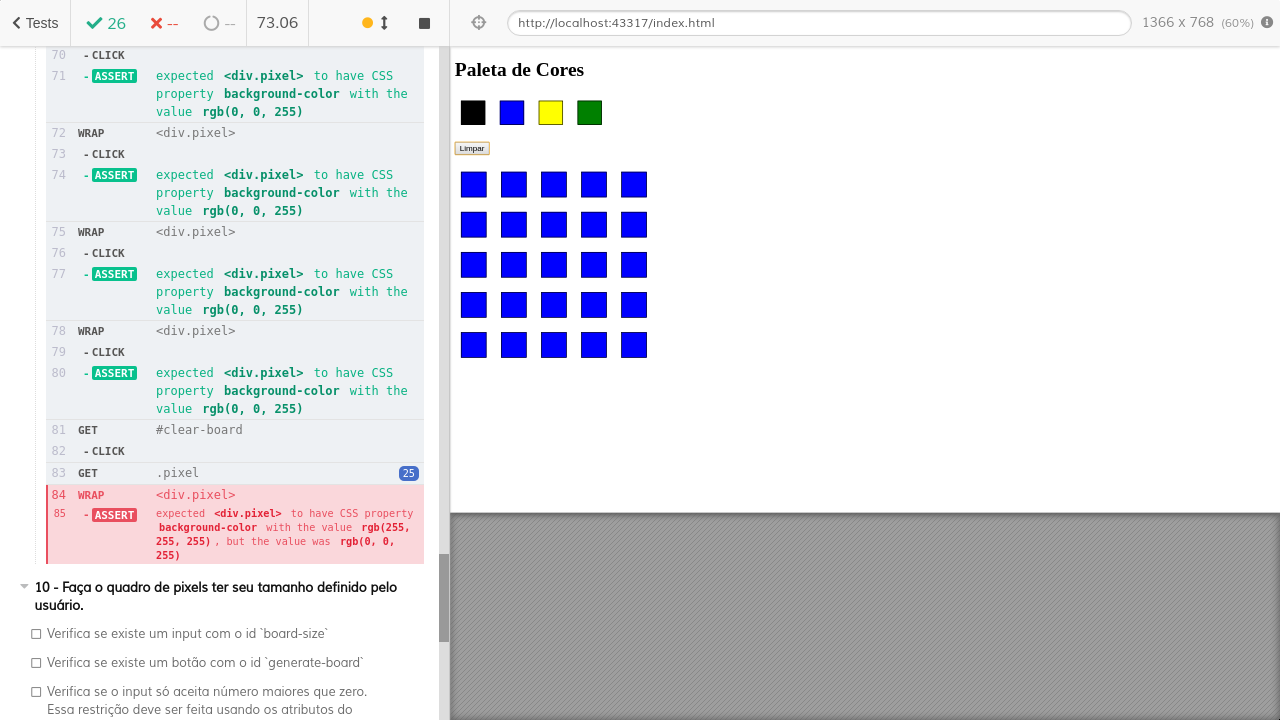 Tests 26 -- -- 73.06
http://localhost:43317/index.html 1366 x 768 (60%)
70 - CLICK
71 - ASSERT expected <div.pixel> to have CSS
property background-color with the
value rgb(0, 0, 255)
72 WRAP <div.pixel>
73 - CLICK
74 - ASSERT expected <div.pixel> to have CSS
property background-color with the
value rgb(0, 0, 255)
75 WRAP <div.pixel>
76 - CLICK
77 - ASSERT expected <div.pixel> to have CSS
property background-color with the
value rgb(0, 0, 255)
78 WRAP <div.pixel>
79 - CLICK
80 - ASSERT expected <div.pixel> to have CSS
property background-color with the
value rgb(0, 0, 255)
81 GET #clear-board
82 - CLICK
83 GET .pixel 25
84 WRAP <div.pixel>
85 - ASSERT expected <div.pixel> to have CSS property
background-color with the value rgb(255,
255, 255) , but the value was rgb(0, 0,
255)
10 - Faça o quadro de pixels ter seu tamanho definido pelo
usuário.
Verifica se existe um input com o id `board-size`
Verifica se existe um botão com o id `generate-board`
Verifica se o input só aceita número maiores que zero.
Essa restrição deve ser feita usando os atributos do
Paleta de Cores
Limpar